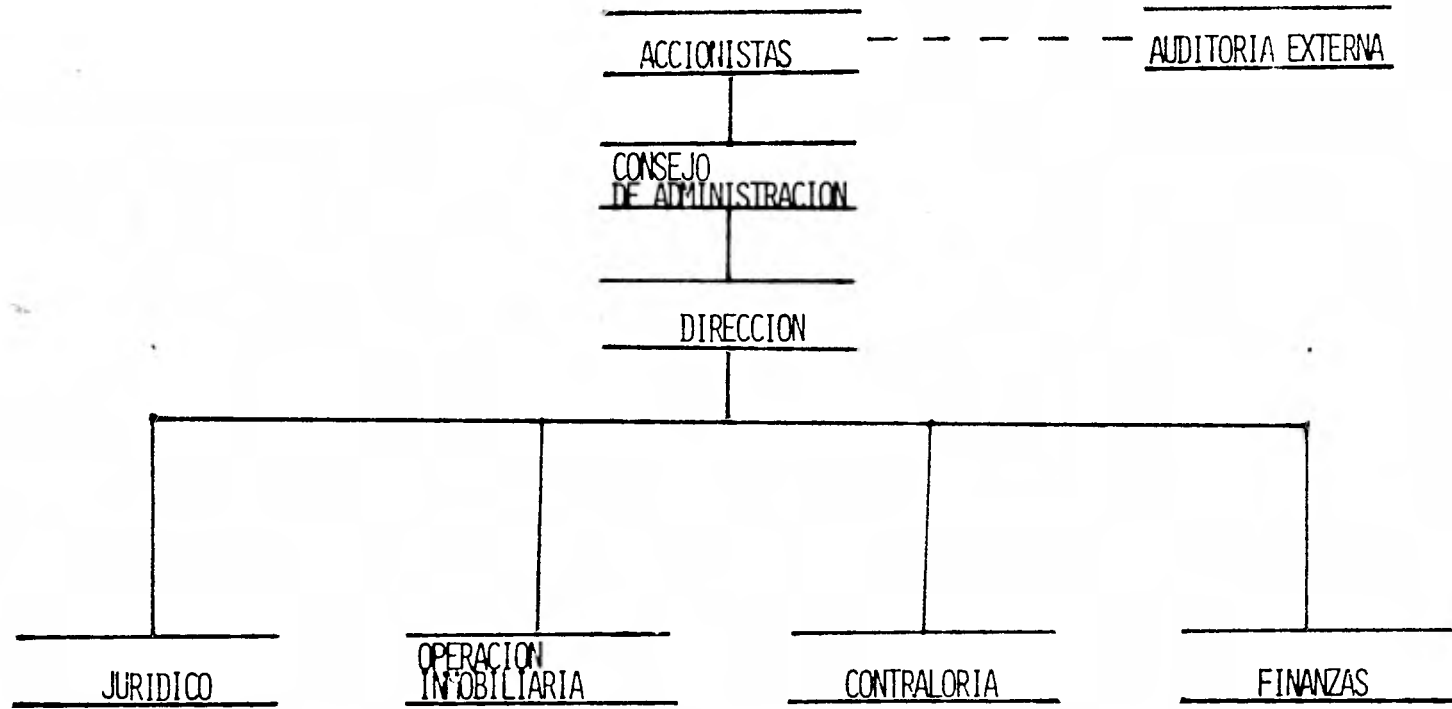 ACCIONISTAS
AUDITORIA EXTERNA
CONSEJO
DE ADMINISTRACION
DIRECCION
JURIDICO
OPERACION
INMOBILIARIA
CONTRALORIA
FINANZAS